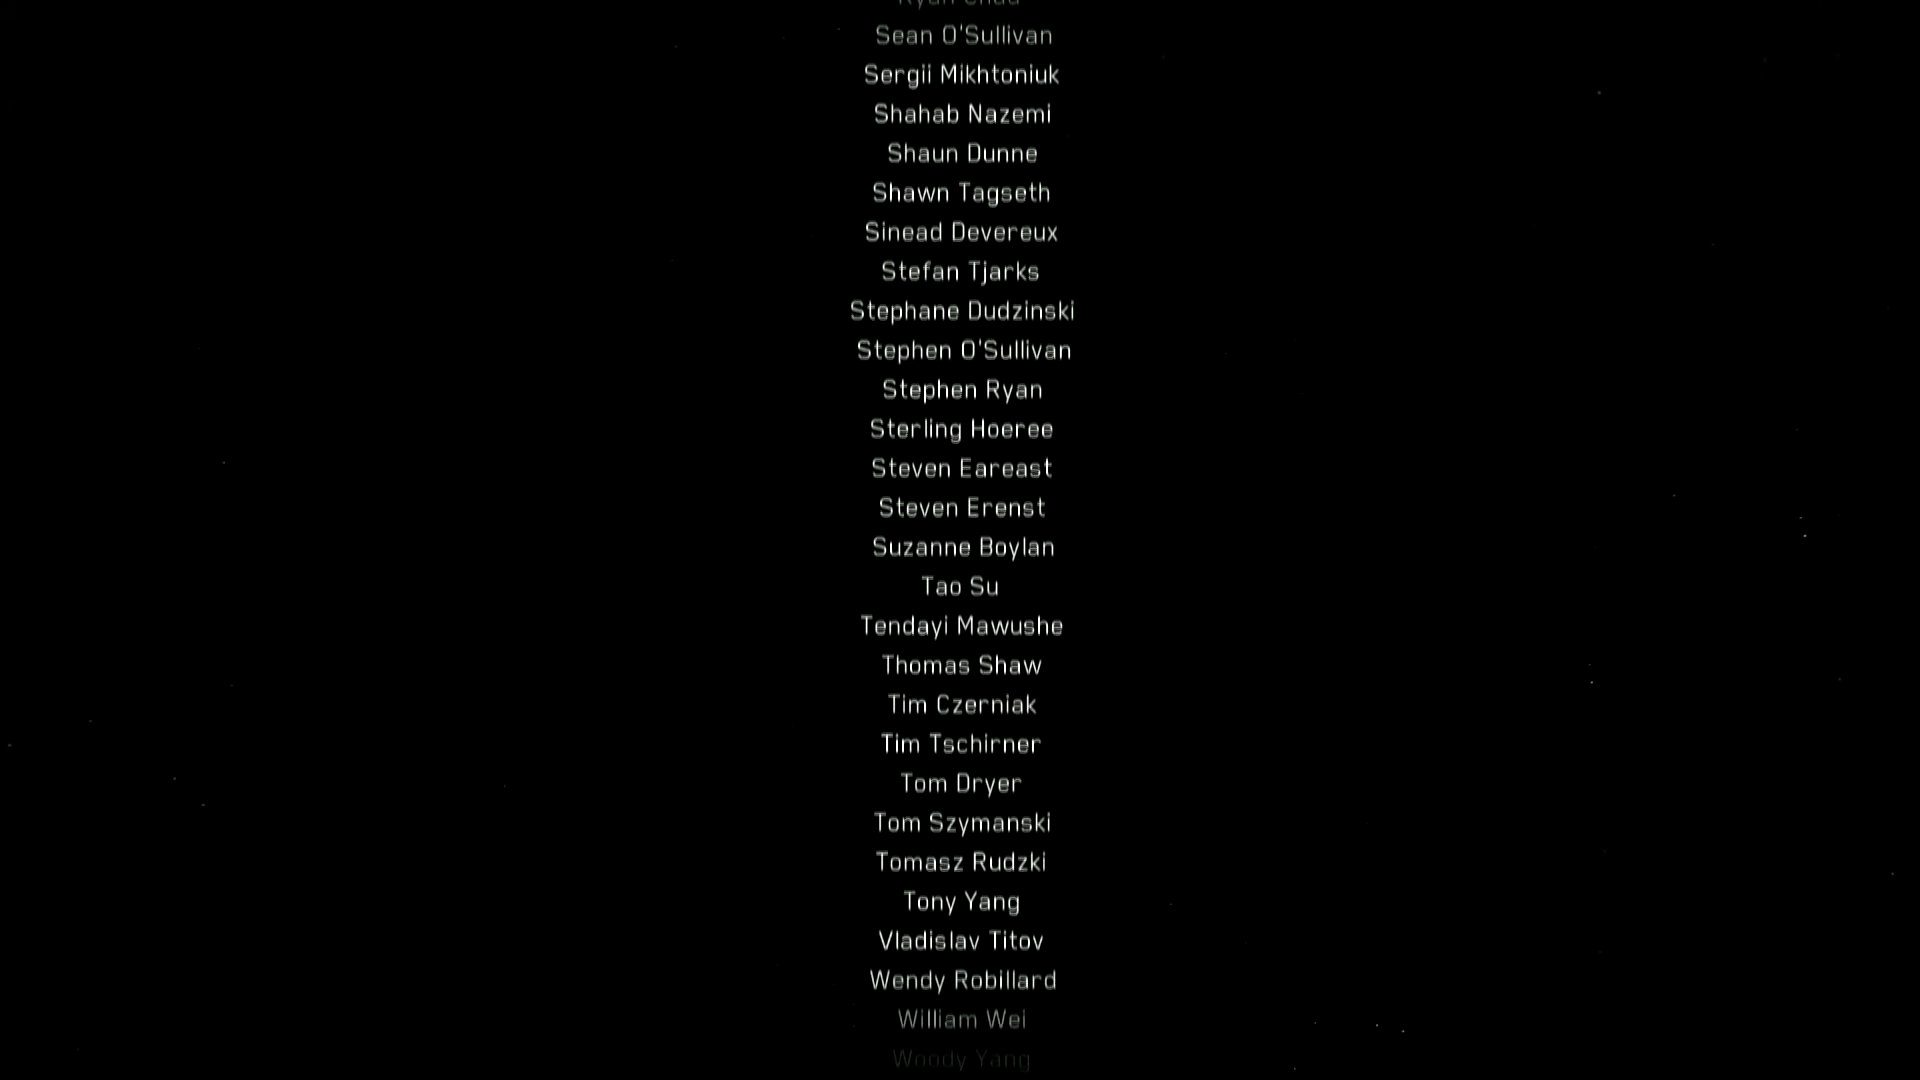 Sean O'Sullivan
Sergii Mikhtoniuk
Shahab Nazemi
Shaun Dunne
Shawn Tagseth
Sinead Devereux
Stefan Tjarks
Stephane Dudzinski
Stephen O'Sullivan
Stephen Ryan
Sterling Hoeree
Steven Eareast
Steven Erenst
Suzanne Boylan
Tao Su
Tendayi Mawushe
Thomas Shaw
Tim Czerniak
Tim Tschirner
Tom Dryer
Tom Szymanski
Tomasz Rudzki
Tony Yang
Vladislav Titov
Wendy Robillard
William Wei
Woody Yang